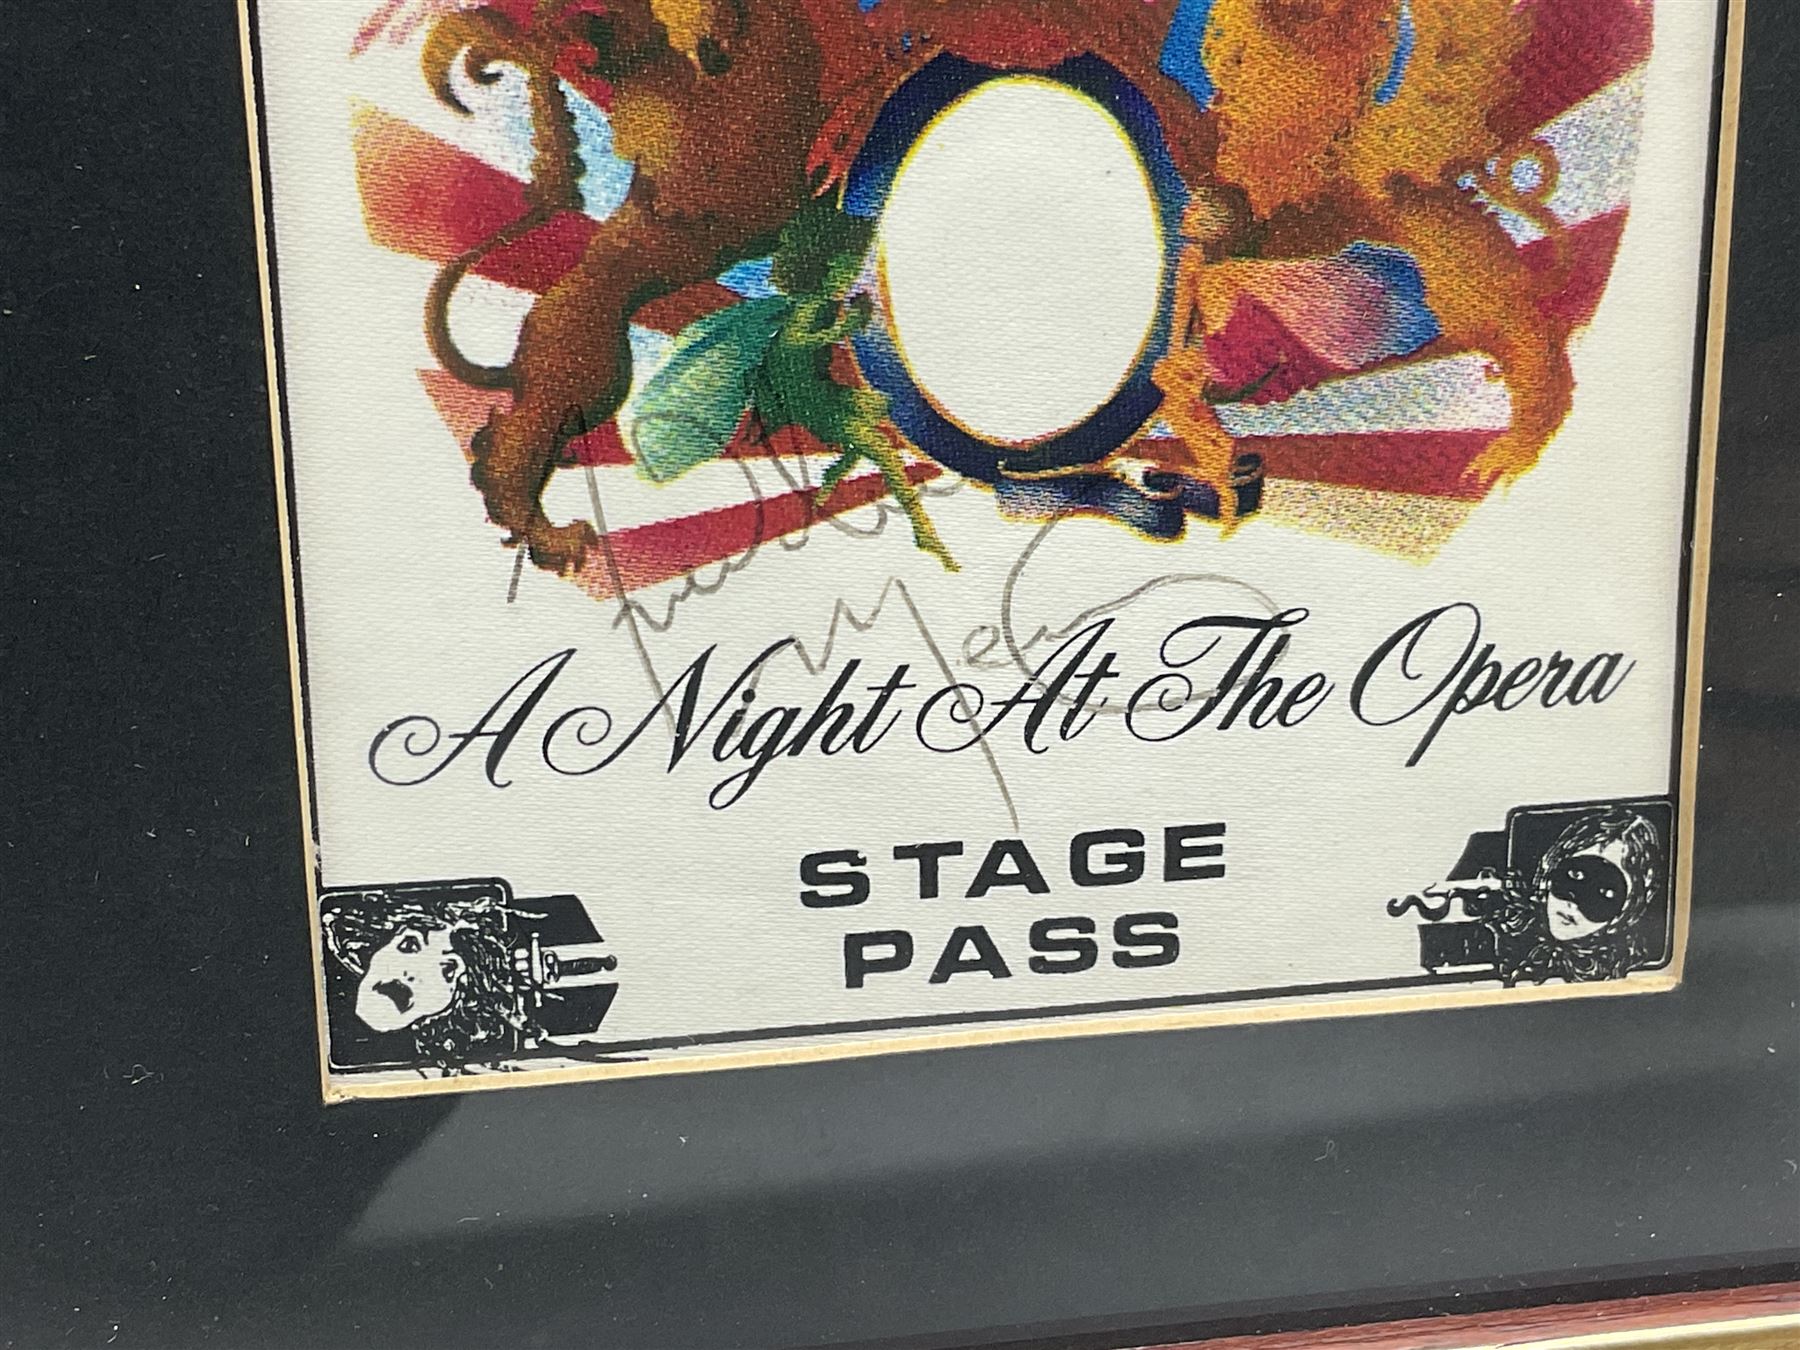 A Night At The Opera
STAGE
PASS